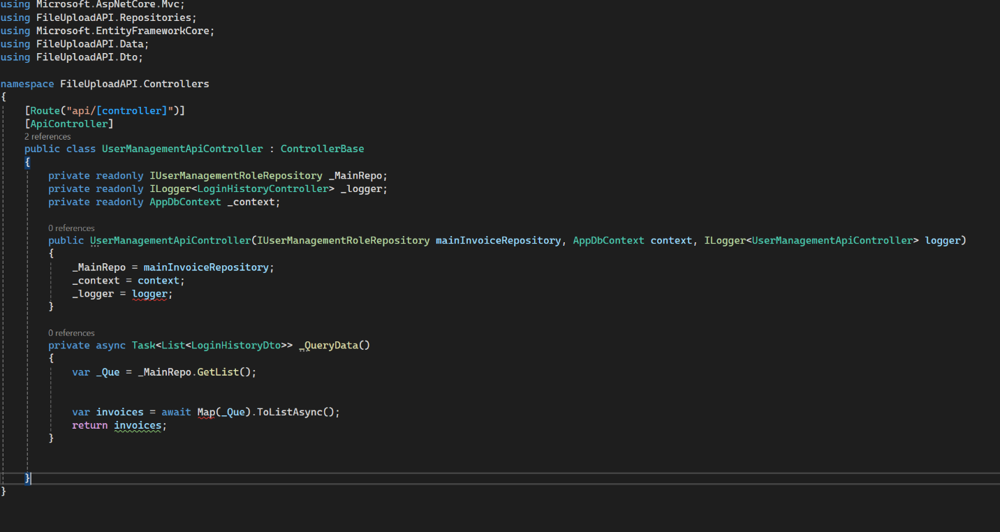 using Microsoft.AspNetCore.Mvc;
using FileUploadAPI.Repositories;
using Microsoft.EntityFrameworkCore;
using FileUploadAPI.Data;
using FileUploadAPI.Dto;
namespace FileUploadAPI.Controllers
{
[Route("api/[controller]")]
[ApiController]
2 references
public class UserManagementApiController : ControllerBase
{
private readonly IUserManagementRoleRepository _MainRepo;
private readonly ILogger<LoginHistoryController> _logger;
private readonly AppDbContext _context;
0 references
public UserManagementApiController(IUserManagementRoleRepository mainInvoiceRepository, AppDbContext context, ILogger<UserManagementApiController> logger)
{
_MainRepo = mainInvoiceRepository;
_context = context;
_logger = logger;
}
0 references
private async Task<List<LoginHistoryDto>> _QueryData()
{
var _Que = _MainRepo.GetList();
var invoices = await Map(_Que).ToListAsync();
return invoices;
}
}
}